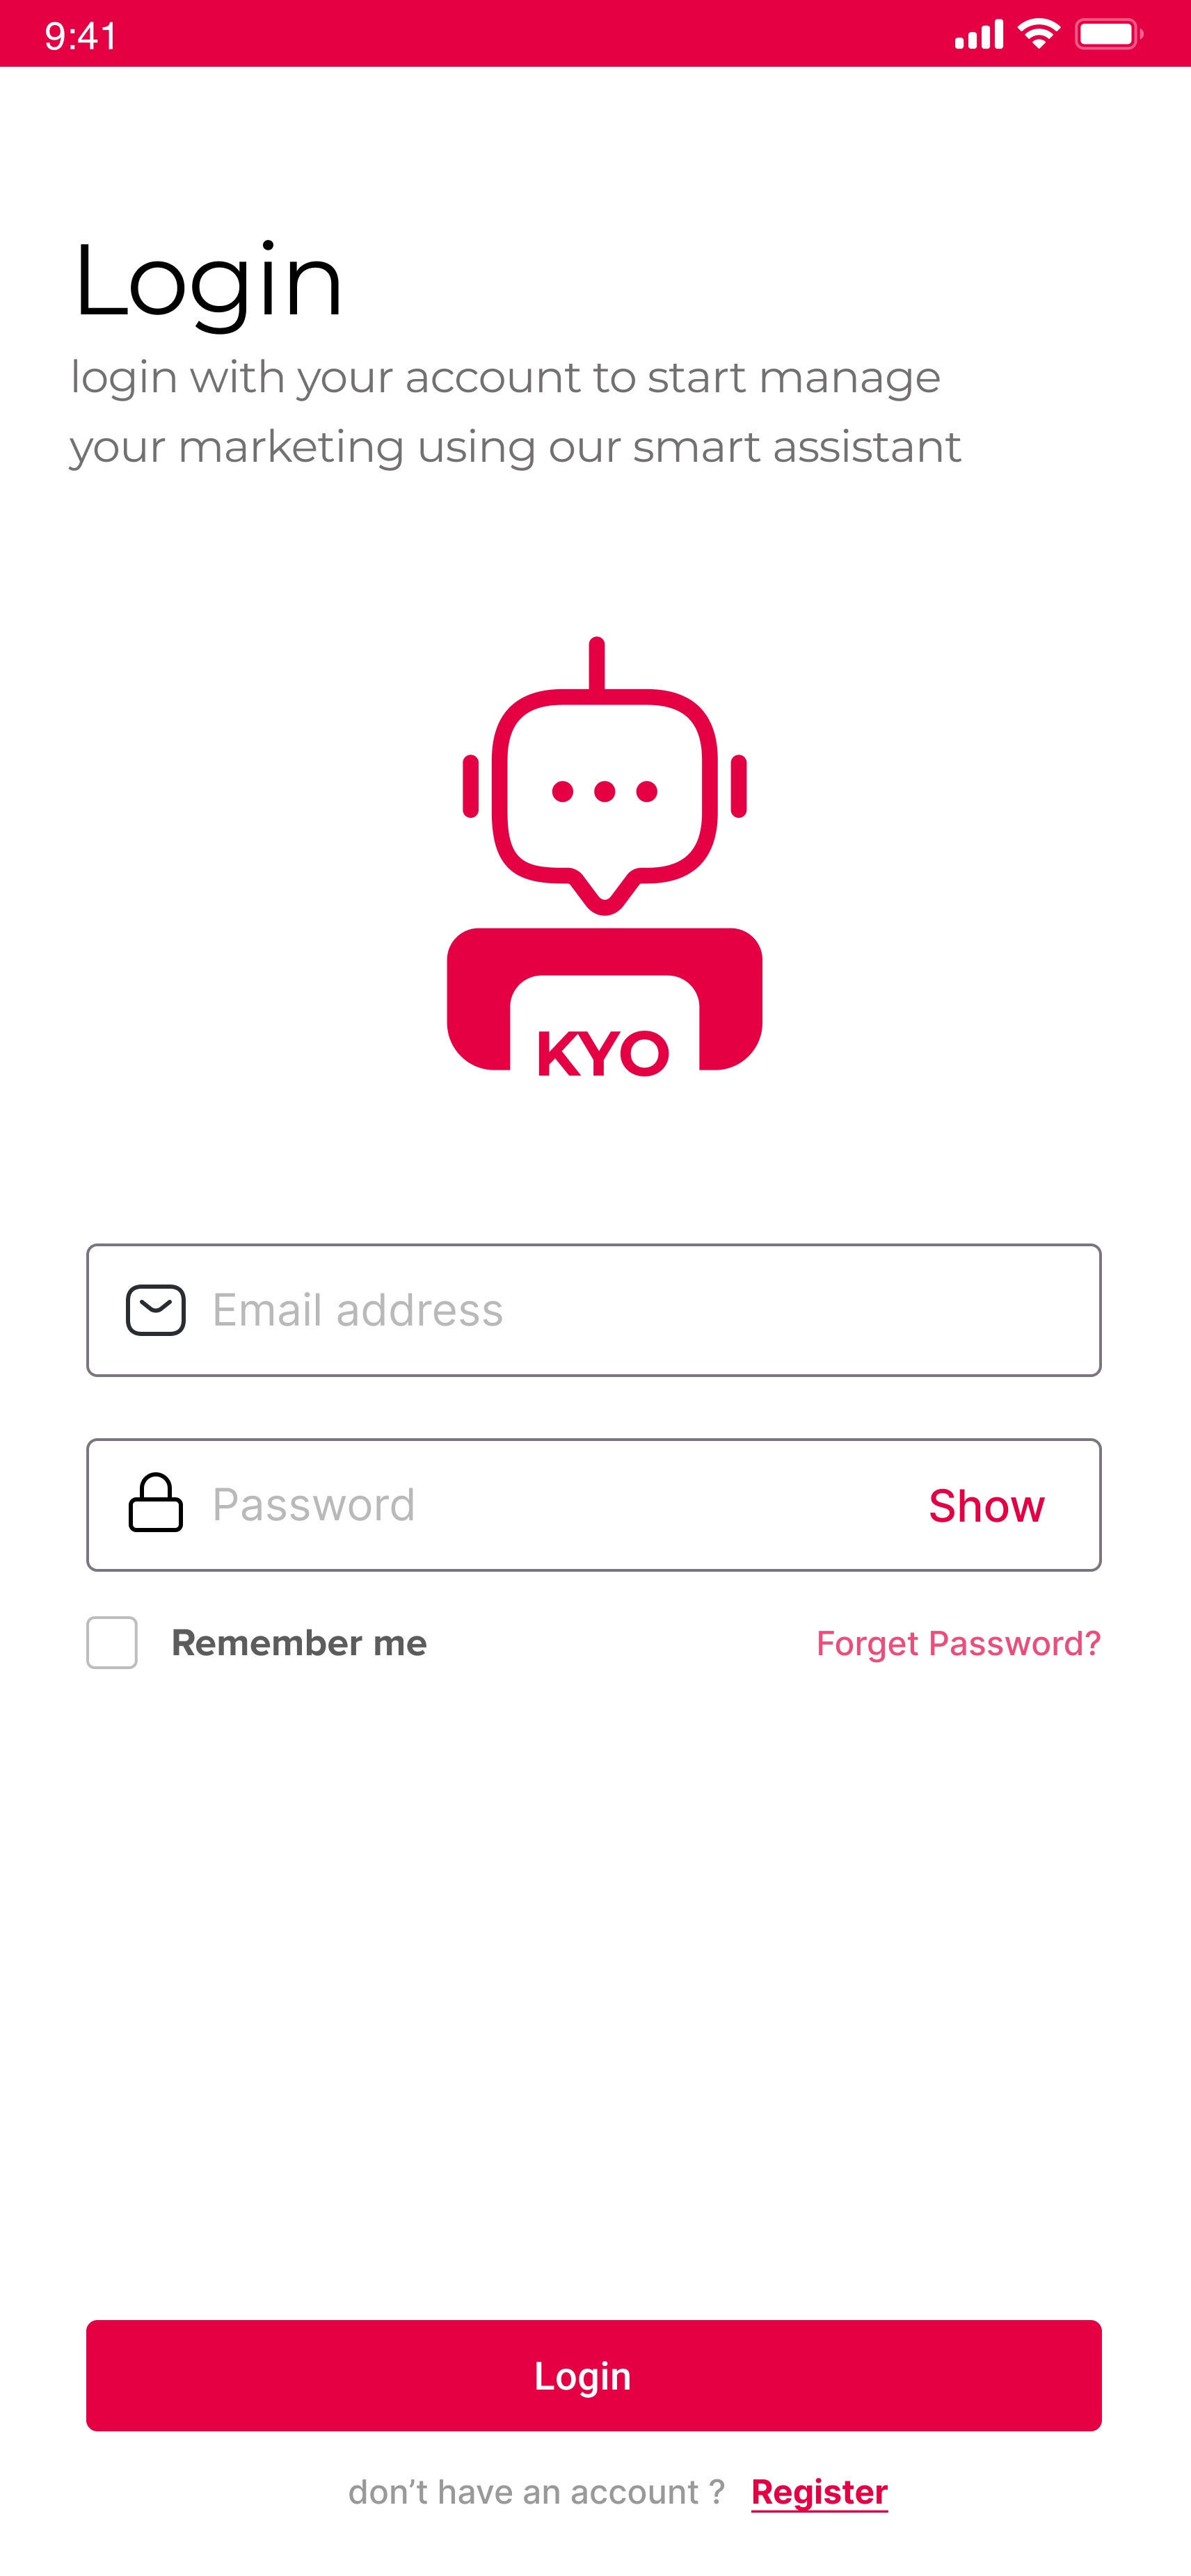 9:41
Login
login with your account to start manage
your marketing using our smart assistant
KYO
Email address
Password
Show
Remember me
Forget Password?
Login
don’t have an account ? Register